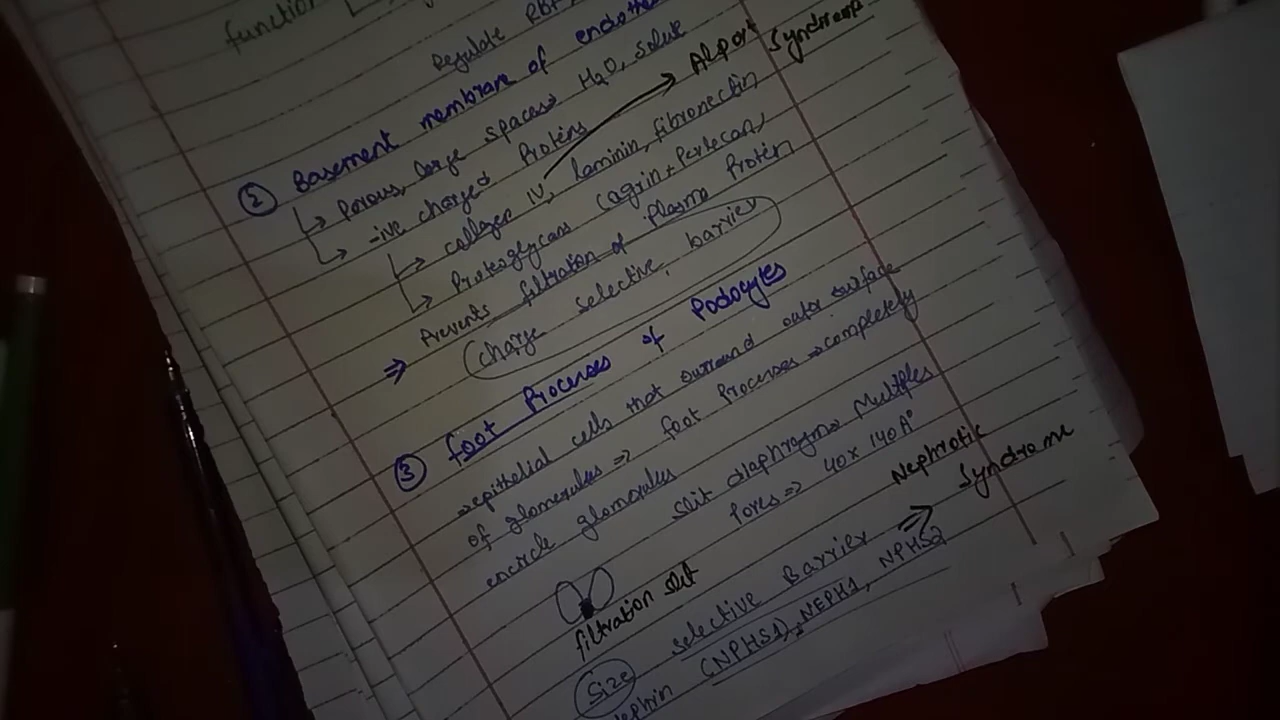 function
Regulate RBF,
② Basement membrane of endothe
↳ Porous, large spaces → H₂O, solute
↳ -ive charged Proteins → Alport Syndrome
↳ collagen IV, laminin, fibronectin
↳ Proteoglycans (agrin + Perlecan)
⇒ Prevents filtration of Plasma Protein
(charge selective barrier)
③ foot Processes of Podocytes
→ epithelial cells that surround outer surface
of glomerulus ⇒ foot Processes → completely
encircle glomerulus
slit diaphragm → Multiples
Pores ⇒ 40 x 140 A°
filtration slit
Nephrotic
Syndrome
Size selective Barrier ⇒
ephrin (NPHS1), NEPH1, NPHS2